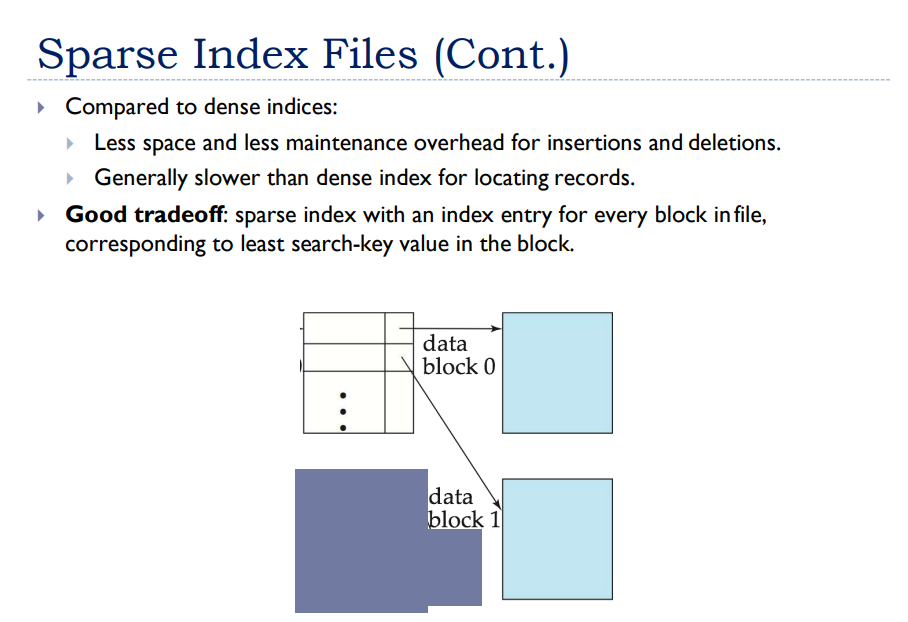 Sparse Index Files (Cont.)
Compared to dense indices:
Less space and less maintenance overhead for insertions and deletions.
Generally slower than dense index for locating records.
Good tradeoff: sparse index with an index entry for every block in file,
corresponding to least search-key value in the block.
data
block 0
data
block 1